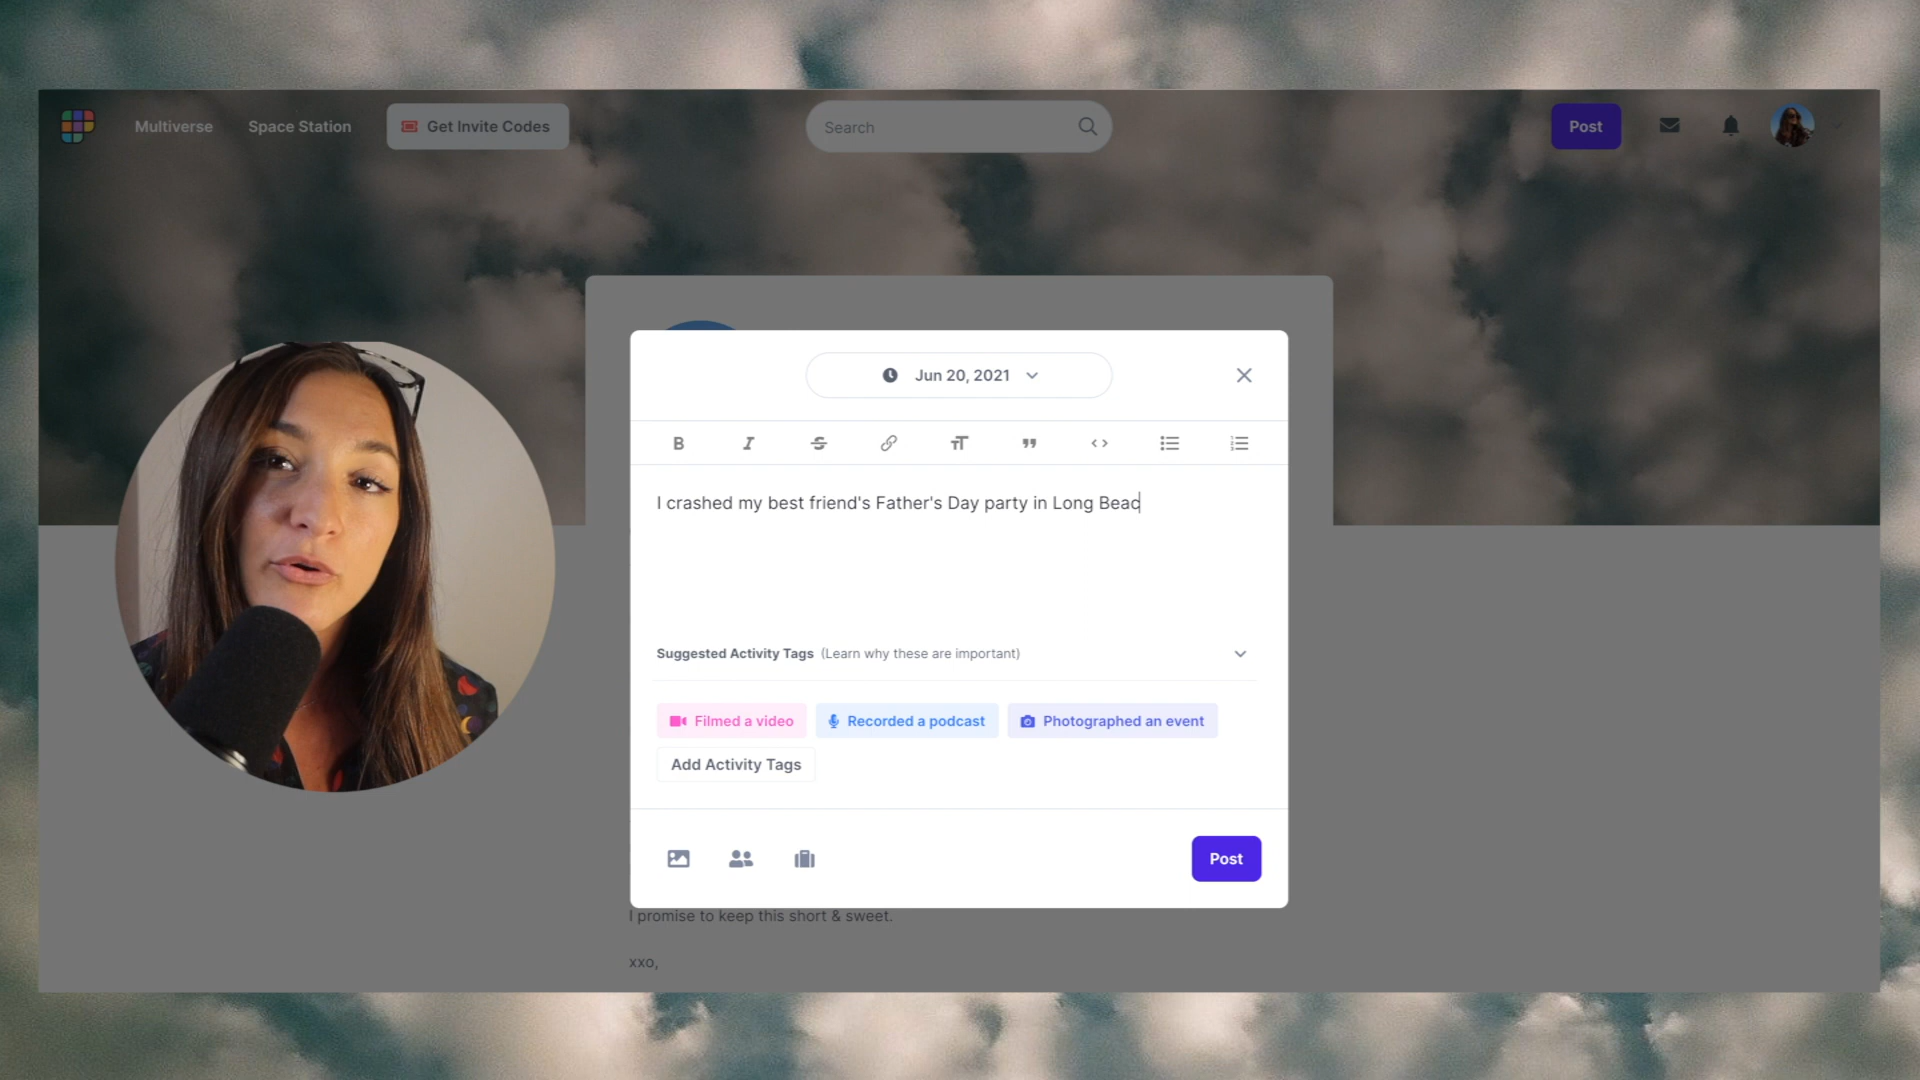 Multiverse Space Station Get Invite Codes Search Post
Jun 20, 2021
I crashed my best friend's Father's Day party in Long Beac
Suggested Activity Tags (Learn why these are important)
Filmed a video Recorded a podcast Photographed an event
Add Activity Tags
Post
I promise to keep this short & sweet.
xxo,